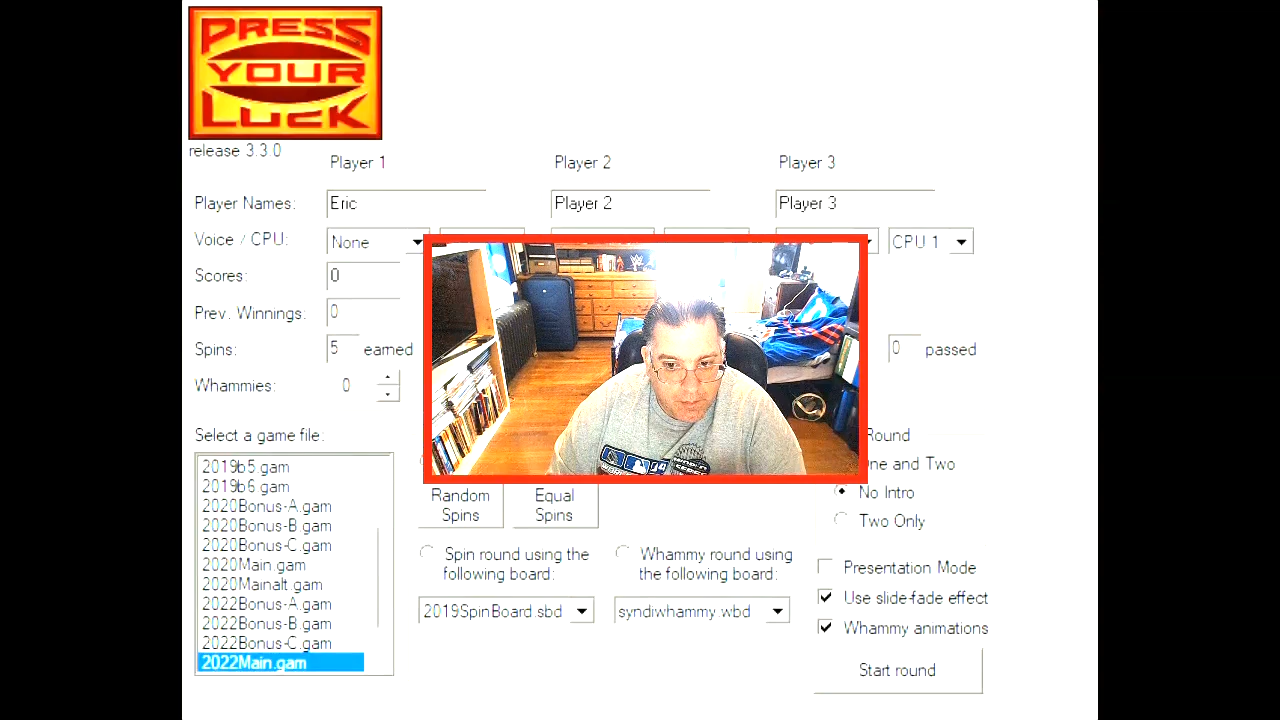 PRESS
YOUR
LUCK
release 3.3.0
Player 1 Player 2 Player 3
Player Names: Eric Player 2 Player 3
Voice / CPU: None CPU 1
Scores: 0
Prev. Winnings: 0
Spins: 5 earned 0 passed
Whammies: 0
Select a game file: Round
2019b5.gam
One and Two
2019b6.gam
No Intro
Random Spins
Equal Spins
2020Bonus-A.gam
Two Only
2020Bonus-B.gam
2020Bonus-C.gam
Spin round using the
following board:
Whammy round using
the following board:
2020Main.gam
Presentation Mode
2020Mainalt.gam
2022Bonus-A.gam
2019SpinBoard.sbd
syndiwhammy.wbd
Use slide-fade effect
2022Bonus-B.gam
Whammy animations
2022Bonus-C.gam
2022Main.gam
Start round